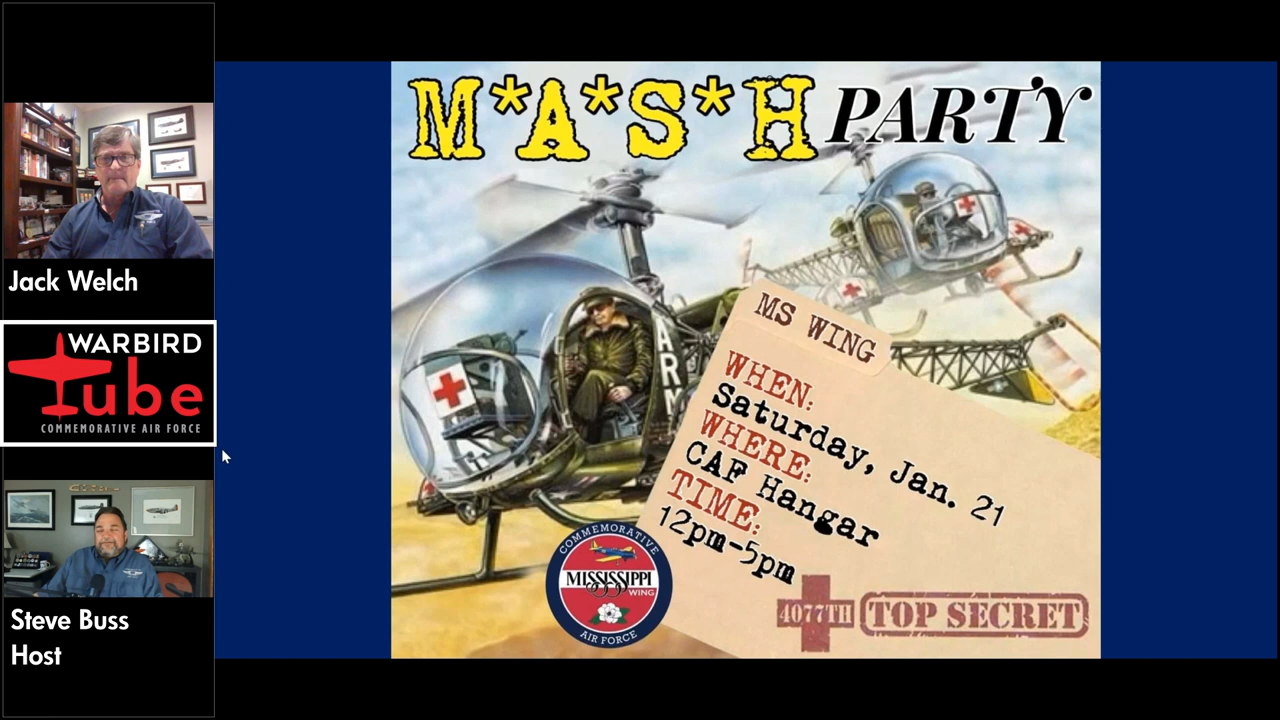 Jack Welch
WARBIRD
Tube
COMMEMORATIVE AIR FORCE
Steve Buss
Host
M*A*S*H PARTY
MS WING
WHEN:
Saturday, Jan. 21
WHERE:
CAF Hangar
TIME:
12pm-5pm
4077TH TOP SECRET
COMMEMORATIVE
MISSISSIPPI
WING
AIR FORCE
ARM